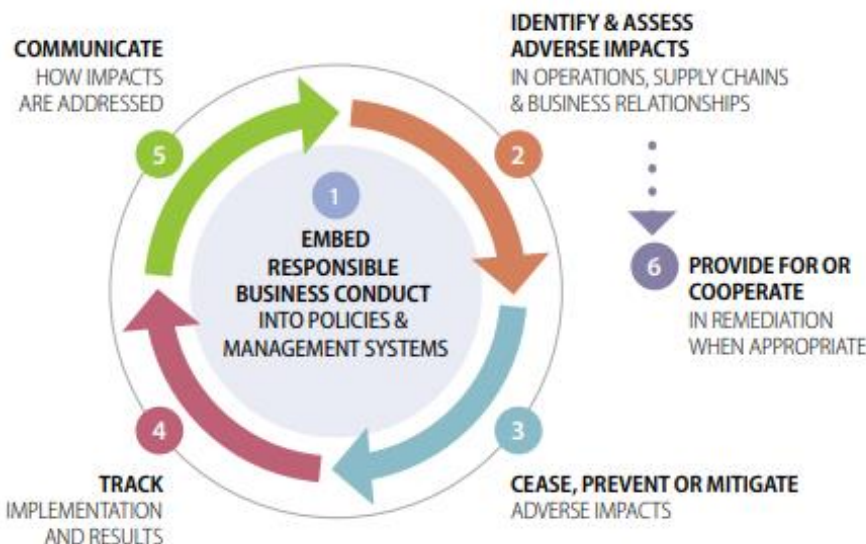 1
EMBED
RESPONSIBLE
BUSINESS CONDUCT
INTO POLICIES &
MANAGEMENT SYSTEMS
2
IDENTIFY & ASSESS
ADVERSE IMPACTS
IN OPERATIONS, SUPPLY CHAINS
& BUSINESS RELATIONSHIPS
3
CEASE, PREVENT OR MITIGATE
ADVERSE IMPACTS
4
TRACK
IMPLEMENTATION
AND RESULTS
5
COMMUNICATE
HOW IMPACTS
ARE ADDRESSED
6
PROVIDE FOR OR
COOPERATE
IN REMEDIATION
WHEN APPROPRIATE